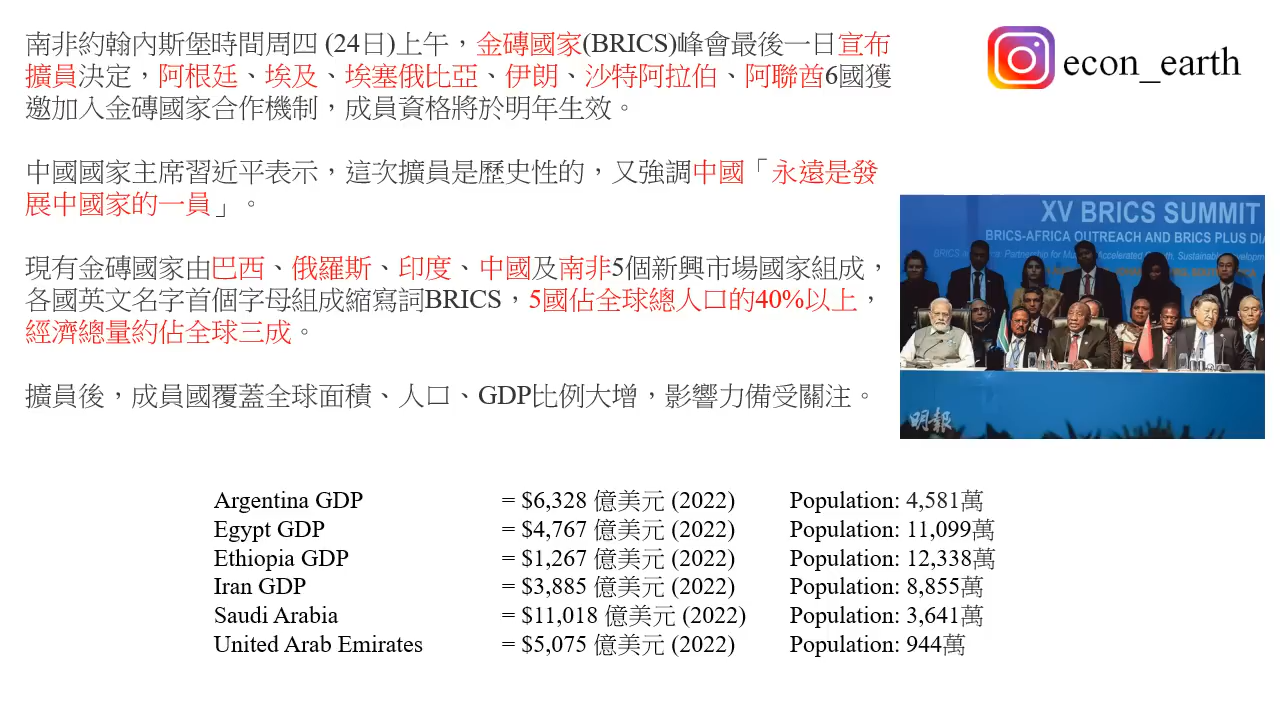 南非約翰內斯堡時間周四 (24日)上午，金磚國家(BRICS)峰會最後一日宣布
擴員決定，阿根廷、埃及、埃塞俄比亞、伊朗、沙特阿拉伯、阿聯酋6國獲
邀加入金磚國家合作機制，成員資格將於明年生效。
中國國家主席習近平表示，這次擴員是歷史性的，又強調中國「永遠是發
展中國家的一員」。
現有金磚國家由巴西、俄羅斯、印度、中國及南非5個新興市場國家組成，
各國英文名字首個字母組成縮寫詞BRICS，5國佔全球總人口的40%以上，
經濟總量約佔全球三成。
擴員後，成員國覆蓋全球面積、人口、GDP比例大增，影響力備受關注。
econ_earth
XV BRICS SUMMIT
BRICS-AFRICA OUTREACH AND BRICS PLUS DIA
明報
Argentina GDP = $6,328 億美元 (2022) Population: 4,581萬
Egypt GDP = $4,767 億美元 (2022) Population: 11,099萬
Ethiopia GDP = $1,267 億美元 (2022) Population: 12,338萬
Iran GDP = $3,885 億美元 (2022) Population: 8,855萬
Saudi Arabia = $11,018 億美元 (2022) Population: 3,641萬
United Arab Emirates = $5,075 億美元 (2022) Population: 944萬